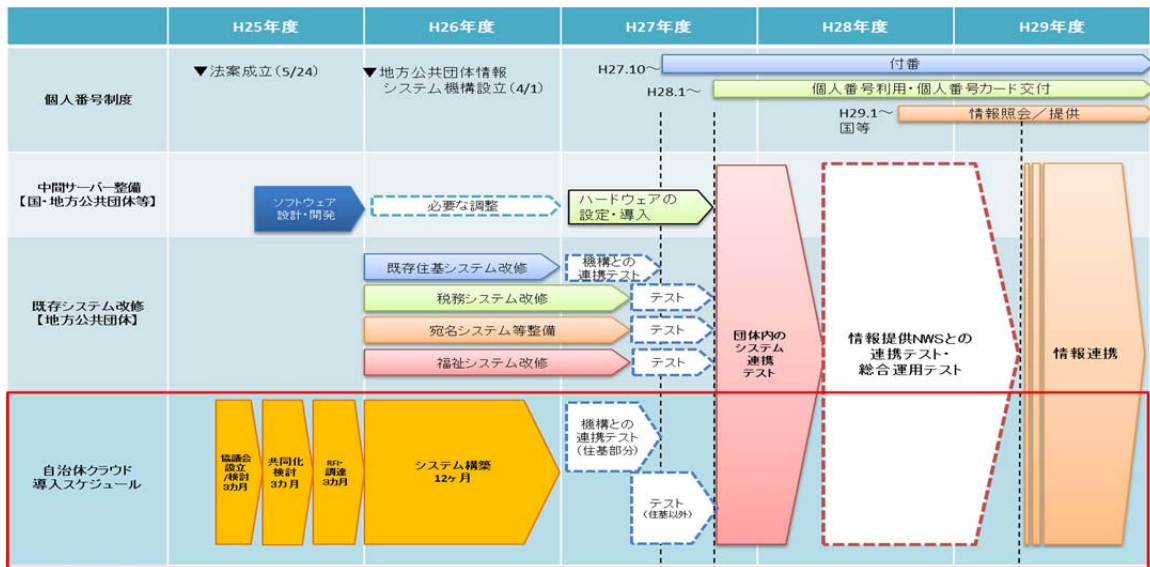 H25年度
H26年度
H27年度
H28年度
H29年度
個人番号制度
▼法案成立(5/24)
▼地方公共団体情報
システム機構設立(4/1)
H27.10～
付番
H28.1～
個人番号利用・個人番号カード交付
H29.1～
国等
情報照会／提供
中間サーバー整備
【国・地方公共団体等】
ソフトウェア
設計・開発
必要な調整
ハードウェアの
設定・導入
既存システム改修
【地方公共団体】
既存住基システム改修
機構との
連携テスト
税務システム改修
テスト
宛名システム等整備
テスト
福祉システム改修
テスト
団体内の
システム
連携
テスト
情報提供NWSとの
連携テスト・
総合運用テスト
情報連携
自治体クラウド
導入スケジュール
協議会
設立
/検討
3カ月
共同化
検討
3カ月
RFI・
調達
3カ月
システム構築
12ヶ月
機構との
連携テスト
(住基部分)
テスト
(住基以外)